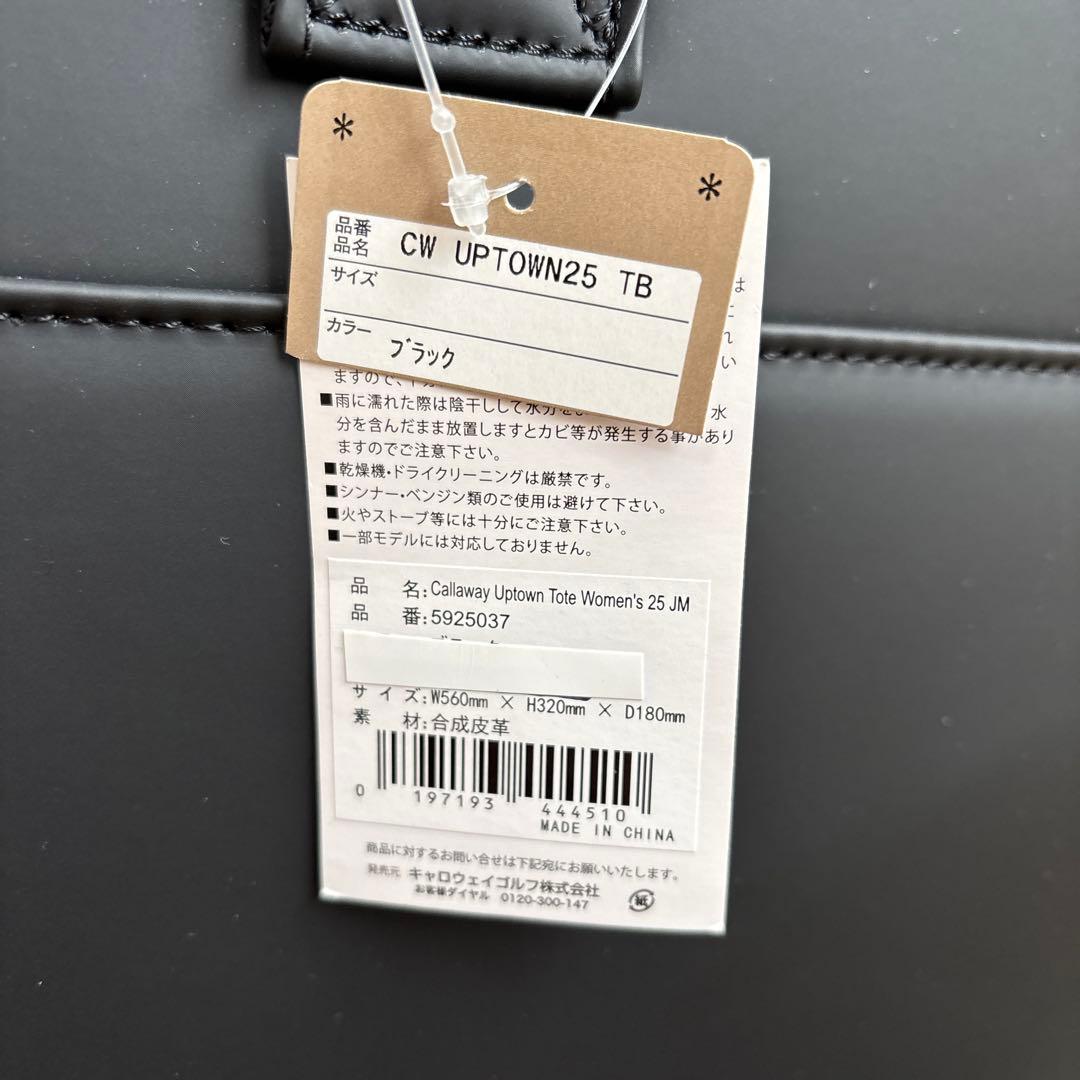 *
*
品番
品名 CW UPTOWN25 TB
サイズ
カラー
ブラック
は
れ
い
ますので、
■雨に濡れた際は陰干しして水分を 水
分を含んだまま放置しますとカビ等が発生する事があり
ますのでご注意下さい。
■乾燥機・ドライクリーニングは厳禁です。
■シンナー・ベンジン類のご使用は避けて下さい。
■火やストーブ等には十分にご注意下さい。
■一部モデルには対応しておりません。
品 名:Callaway Uptown Tote Women's 25 JM
品 番:5925037
サ イ ズ:W560mm × H320mm × D180mm
素 材:合成皮革
0 197193 444510
MADE IN CHINA
商品に対するお問い合せは下記宛にお願いいたします。
発売元 キャロウェイゴルフ株式会社
お客様ダイヤル 0120-300-147
紙